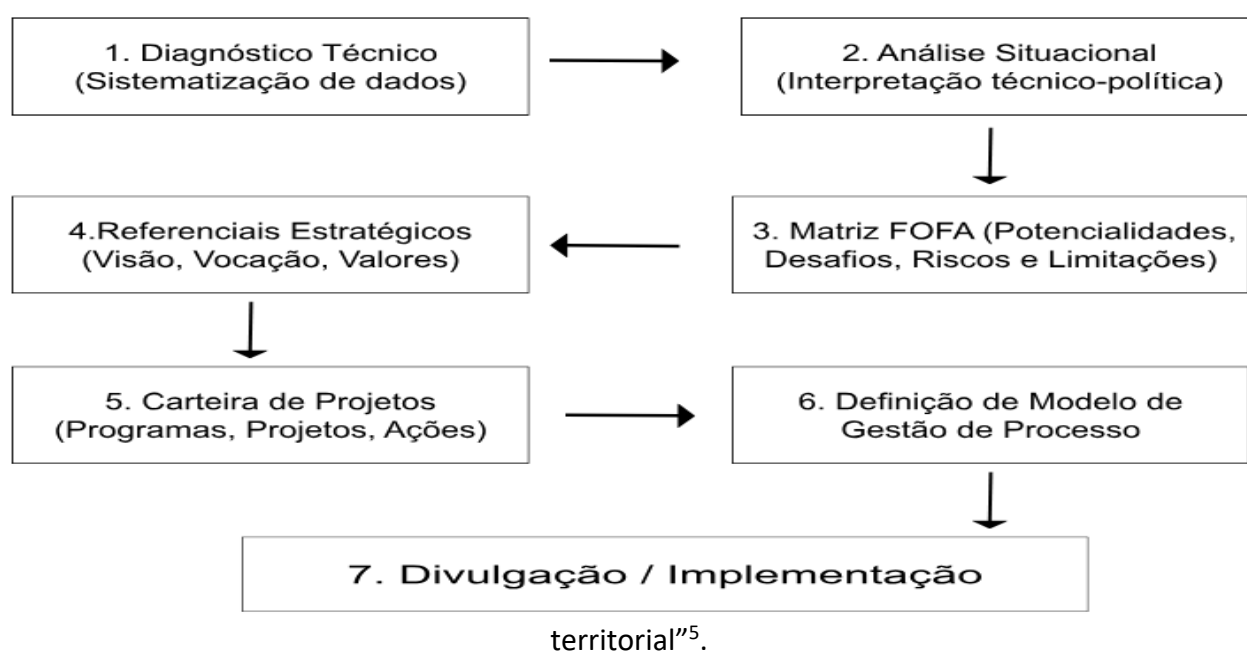 1. Diagnóstico Técnico
(Sistematização de dados)
2. Análise Situacional
(Interpretação técnico-política)
3. Matriz FOFA (Potencialidades,
Desafios, Riscos e Limitações)
4.Referenciais Estratégicos
(Visão, Vocação, Valores)
5. Carteira de Projetos
(Programas, Projetos, Ações)
6. Definição de Modelo de
Gestão de Processo
7. Divulgação / Implementação
territorial”⁵.